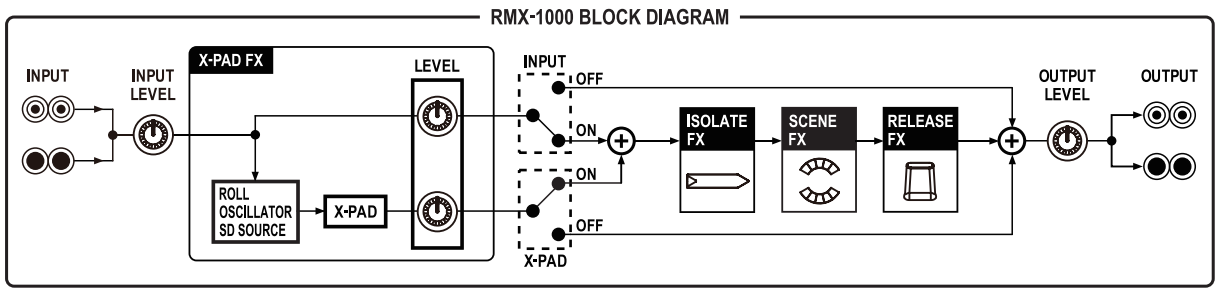 RMX-1000 BLOCK DIAGRAM
X-PAD FX
INPUT
INPUT
LEVEL
LEVEL
ROLL
OSCILLATOR
SD SOURCE
X-PAD
INPUT
OFF
ON
ON
OFF
X-PAD
ISOLATE
FX
SCENE
FX
RELEASE
FX
OUTPUT
LEVEL
OUTPUT